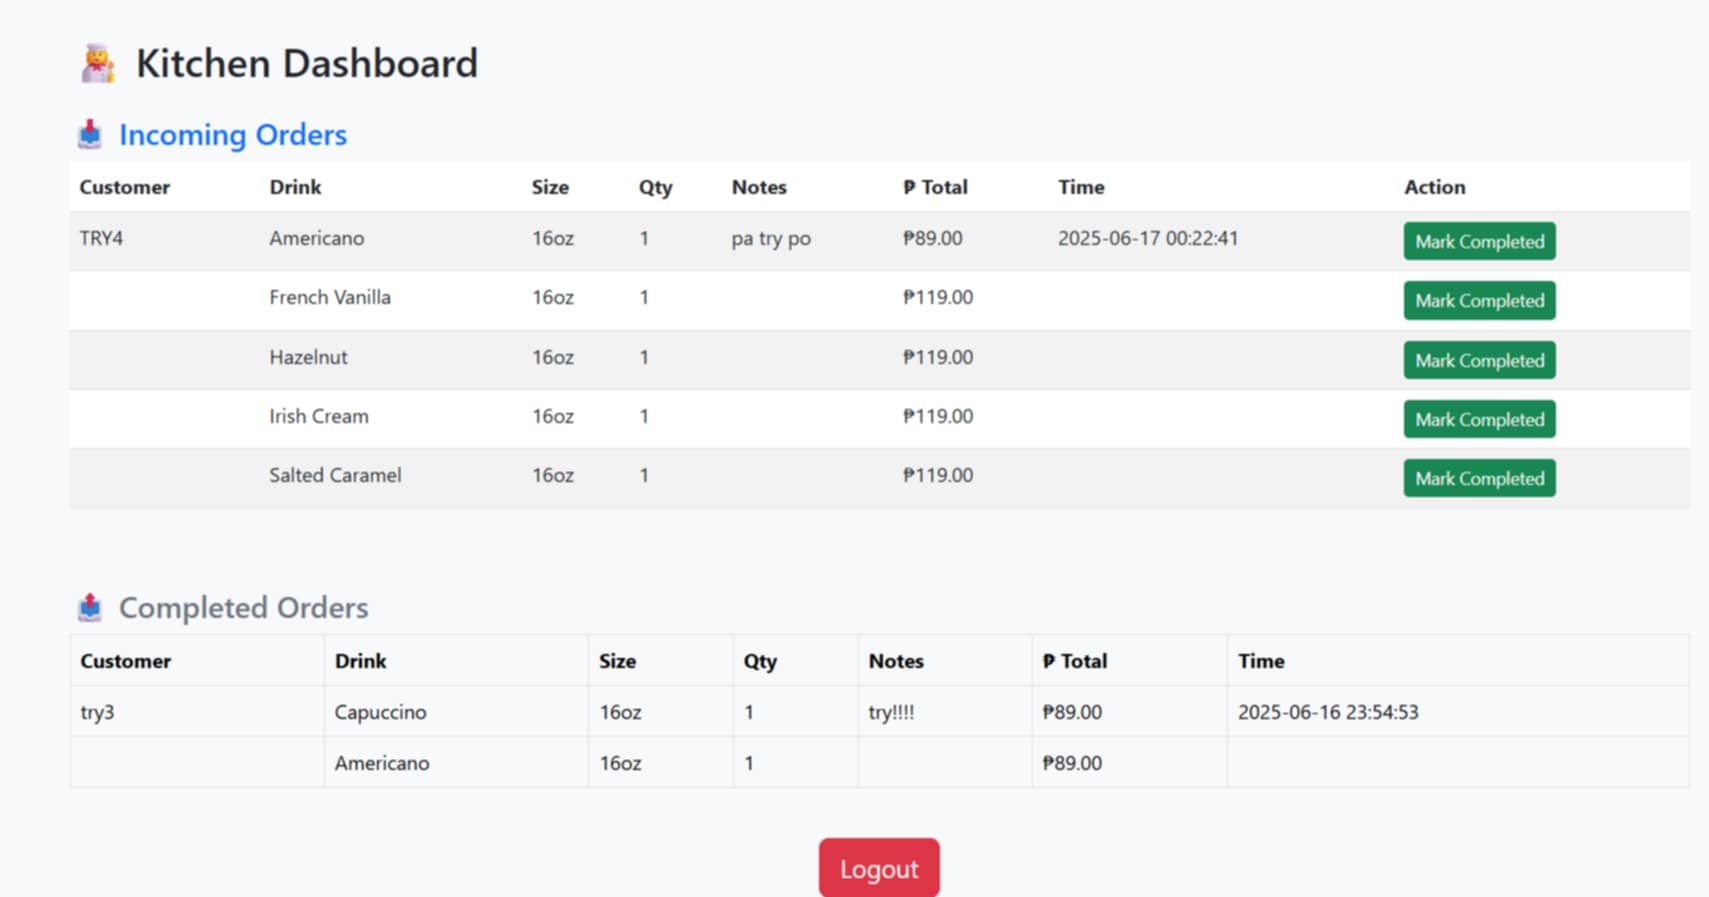 Kitchen Dashboard
Incoming Orders
Customer Drink Size Qty Notes ₱ Total Time Action
TRY4 Americano 16oz 1 pa try po ₱89.00 2025-06-17 00:22:41 Mark Completed
French Vanilla 16oz 1 ₱119.00 Mark Completed
Hazelnut 16oz 1 ₱119.00 Mark Completed
Irish Cream 16oz 1 ₱119.00 Mark Completed
Salted Caramel 16oz 1 ₱119.00 Mark Completed
Completed Orders
Customer Drink Size Qty Notes ₱ Total Time
try3 Capuccino 16oz 1 try!!!! ₱89.00 2025-06-16 23:54:53
Americano 16oz 1 ₱89.00
Logout